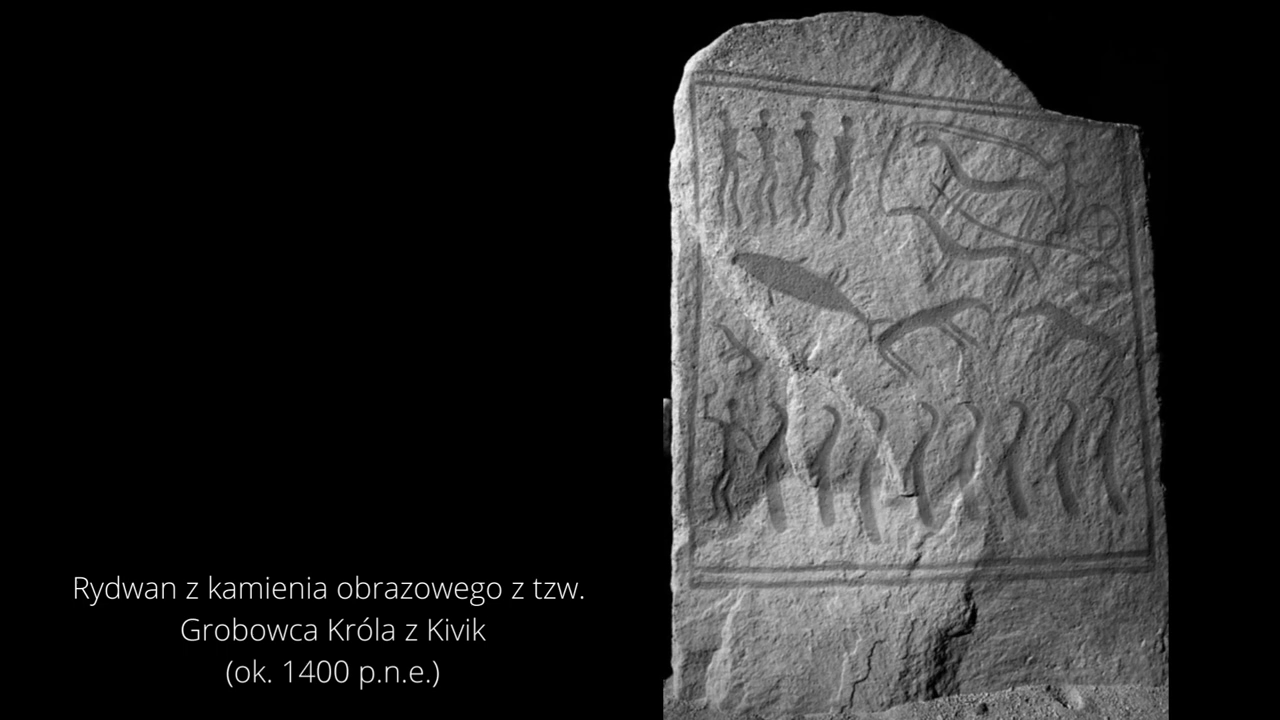 Rydwan z kamienia obrazowego z tzw.
Grobowca Króla z Kivik
(ok. 1400 p.n.e.)